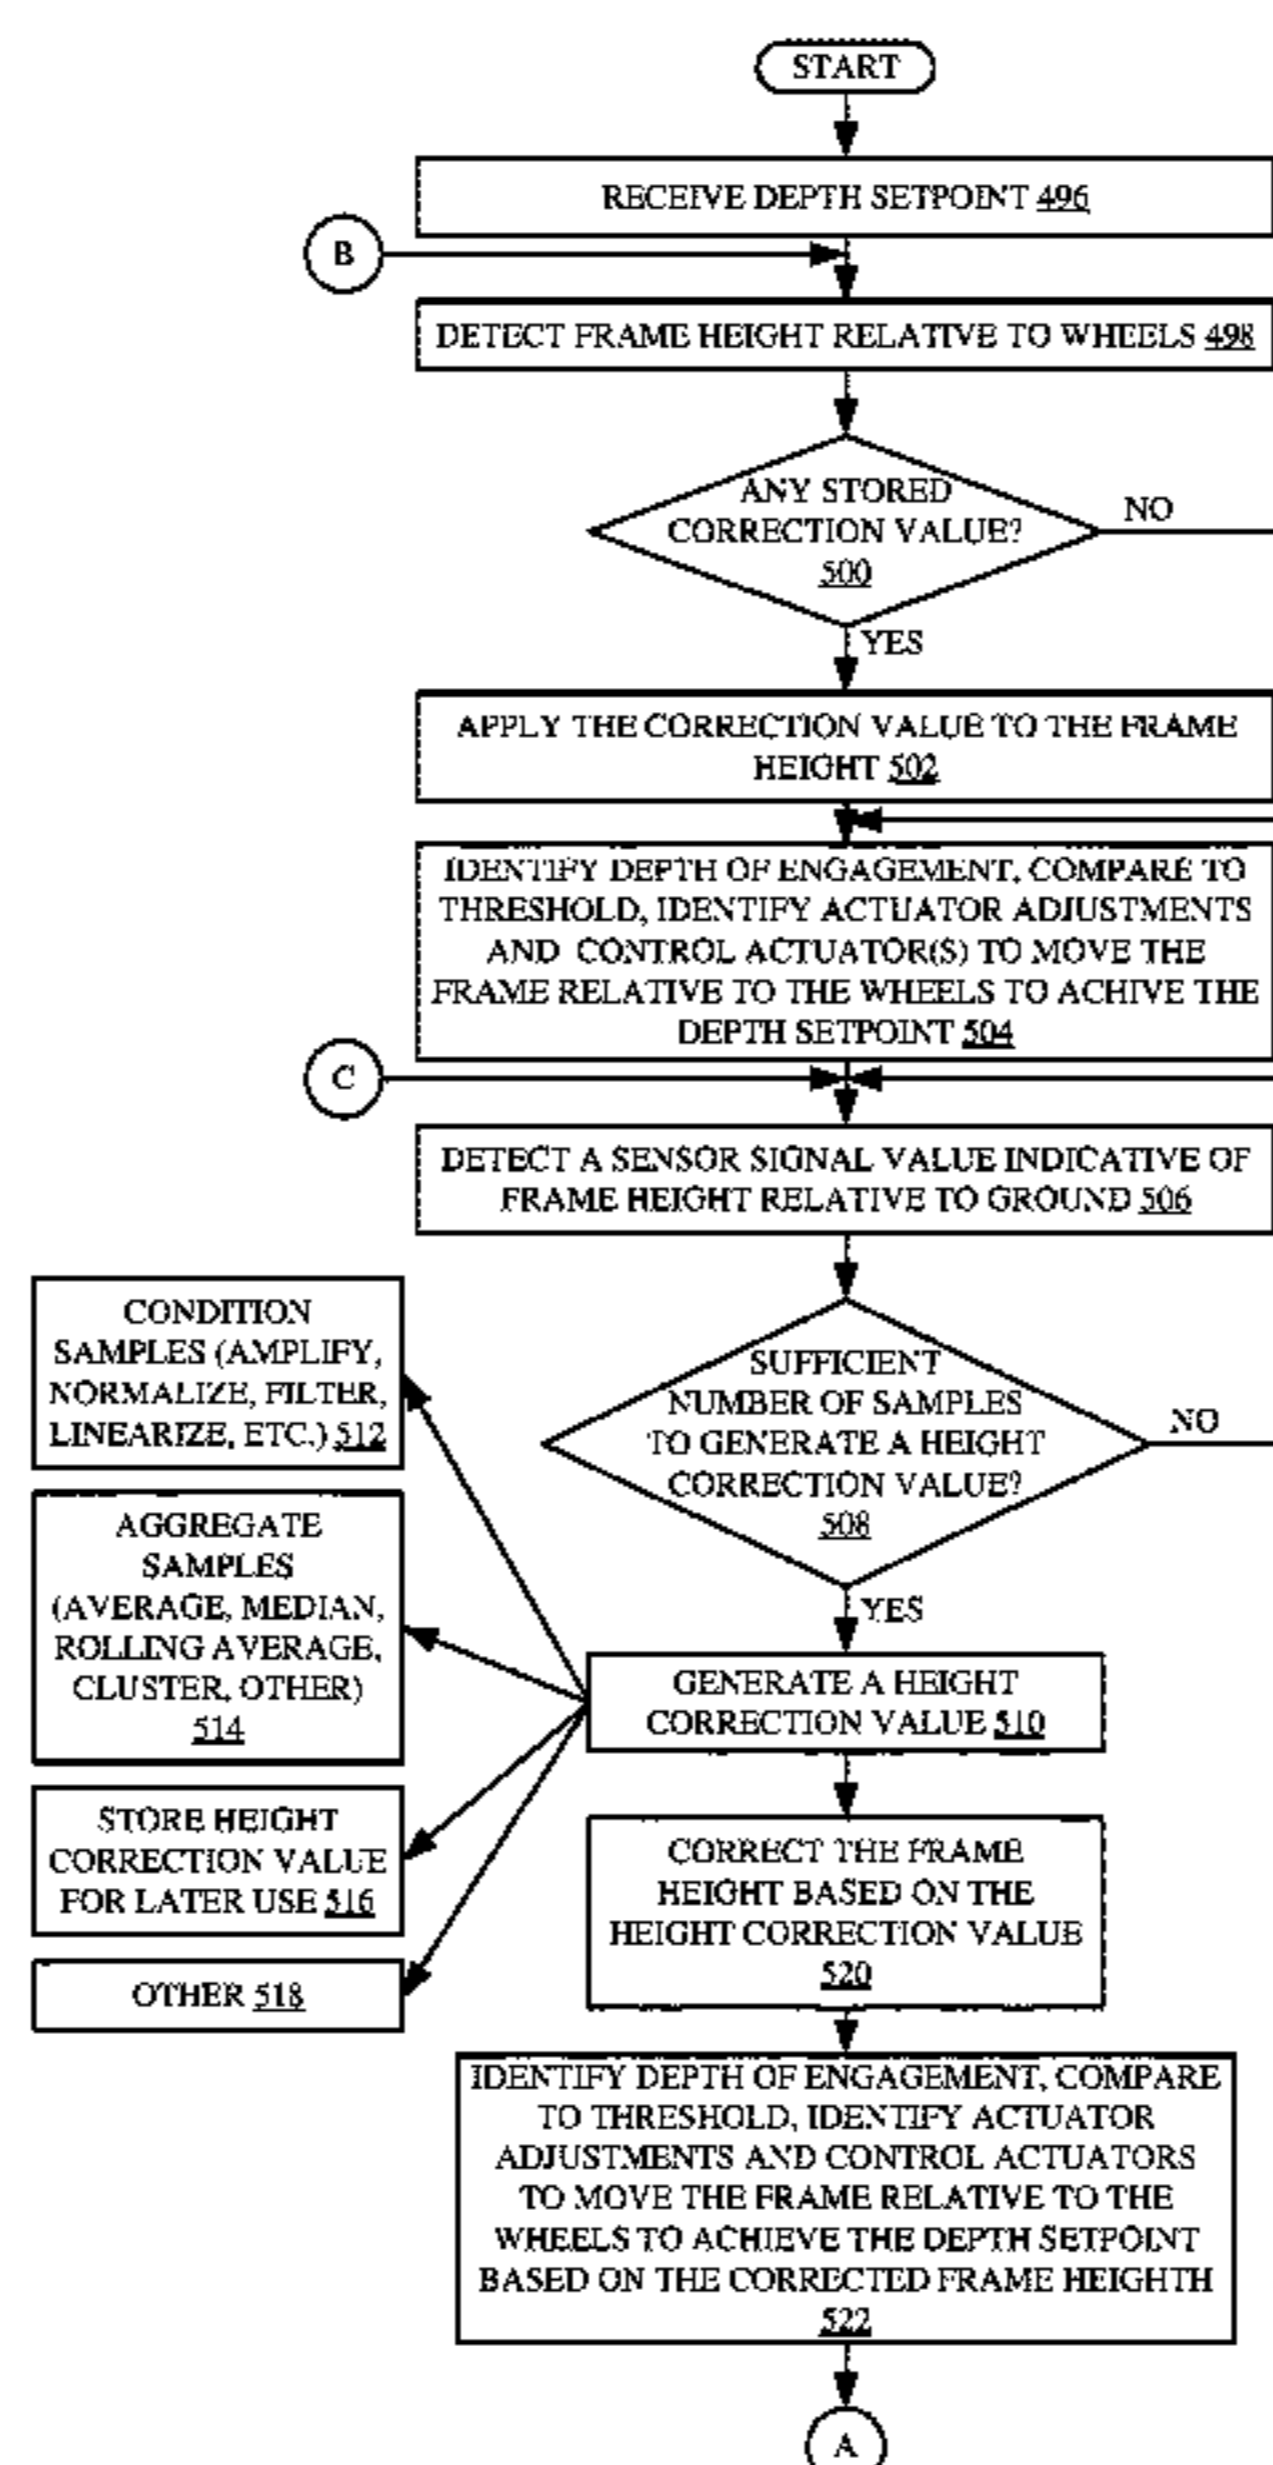 START
RECEIVE DEPTH SETPOINT 496
B
DETECT FRAME HEIGHT RELATIVE TO WHEELS 498
ANY STORED
CORRECTION VALUE?
500
NO
YES
APPLY THE CORRECTION VALUE TO THE FRAME
HEIGHT 502
IDENTIFY DEPTH OF ENGAGEMENT, COMPARE TO
THRESHOLD, IDENTIFY ACTUATOR ADJUSTMENTS
AND CONTROL ACTUATOR(S) TO MOVE THE
FRAME RELATIVE TO THE WHEELS TO ACHIVE THE
DEPTH SETPOINT 504
C
DETECT A SENSOR SIGNAL VALUE INDICATIVE OF
FRAME HEIGHT RELATIVE TO GROUND 506
SUFFICIENT
NUMBER OF SAMPLES
TO GENERATE A HEIGHT
CORRECTION VALUE?
508
NO
YES
CONDITION
SAMPLES (AMPLIFY,
NORMALIZE, FILTER,
LINEARIZE, ETC.) 512
AGGREGATE
SAMPLES
(AVERAGE, MEDIAN,
ROLLING AVERAGE,
CLUSTER, OTHER)
514
STORE HEIGHT
CORRECTION VALUE
FOR LATER USE 516
OTHER 518
GENERATE A HEIGHT
CORRECTION VALUE 510
CORRECT THE FRAME
HEIGHT BASED ON THE
HEIGHT CORRECTION VALUE
520
IDENTIFY DEPTH OF ENGAGEMENT, COMPARE
TO THRESHOLD, IDENTIFY ACTUATOR
ADJUSTMENTS AND CONTROL ACTUATORS
TO MOVE THE FRAME RELATIVE TO THE
WHEELS TO ACHIEVE THE DEPTH SETPOINT
BASED ON THE CORRECTED FRAME HEIGHTH
522
A